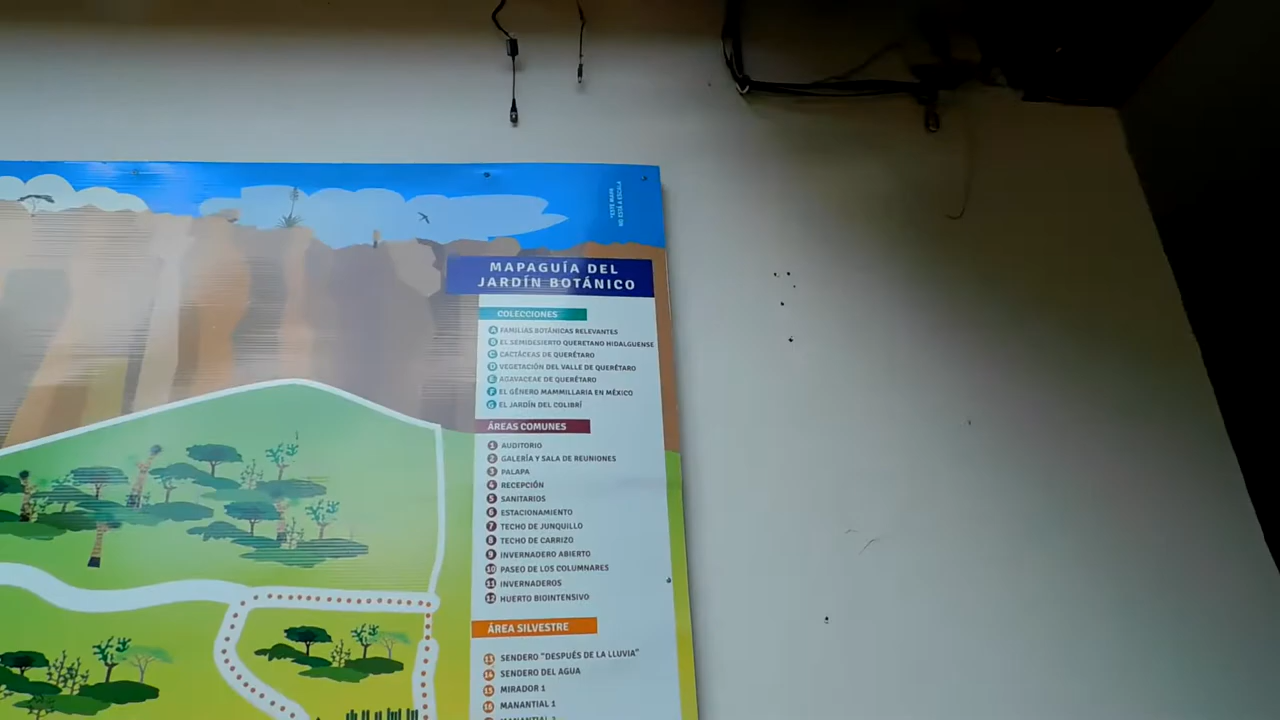 MAPAGUÍA DEL
JARDÍN BOTÁNICO
COLECCIONES
A FAMILIAS BOTÁNICAS RELEVANTES
B EL SEMIDESIERTO QUERETANO HIDALGUENSE
C CACTÁCEAS DE QUERÉTARO
D VEGETACIÓN DEL VALLE DE QUERÉTARO
E AGAVACEAE DE QUERÉTARO
F EL GÉNERO MAMMILLARIA EN MÉXICO
G EL JARDÍN DEL COLIBRÍ
ÁREAS COMUNES
1 AUDITORIO
2 GALERÍA Y SALA DE REUNIONES
3 PALAPA
4 RECEPCIÓN
5 SANITARIOS
6 ESTACIONAMIENTO
7 TECHO DE JUNQUILLO
8 TECHO DE CARRIZO
9 INVERNADERO ABIERTO
10 PASEO DE LOS COLUMNARES
11 INVERNADEROS
12 HUERTO BIOINTENSIVO
ÁREA SILVESTRE
13 SENDERO "DESPUÉS DE LA LLUVIA"
14 SENDERO DEL AGUA
15 MIRADOR 1
16 MANANTIAL 1